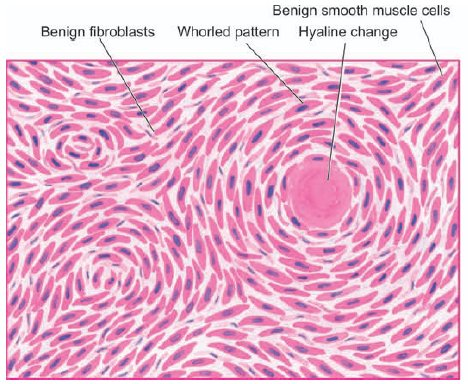 Benign smooth muscle cells
Benign fibroblasts Whorled pattern Hyaline change